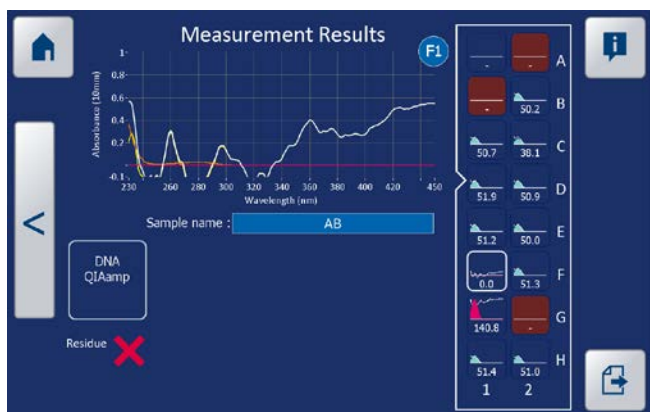 Measurement Results
F1
Absorbance (10mm)
1
0.8
0.6
0.4
0.2
-0.1
230 260 280 300 320 340 360 380 400 420 450
Wavelength (nm)
Sample name : AB
DNA
QIAamp
Residue
<
- - A
- 50.2 B
50.7 38.1 C
51.9 50.9 D
51.2 50.0 E
0.0 51.3 F
140.8 - G
51.4 51.0 H
1 2
i